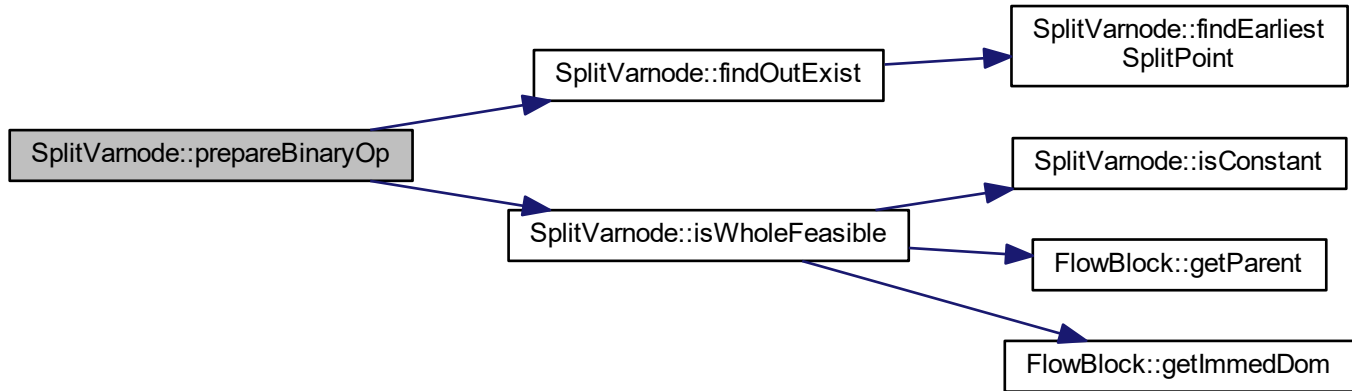 SplitVarnode::prepareBinaryOp
SplitVarnode::findOutExist
SplitVarnode::findEarliest
SplitPoint
SplitVarnode::isWholeFeasible
SplitVarnode::isConstant
FlowBlock::getParent
FlowBlock::getImmedDom